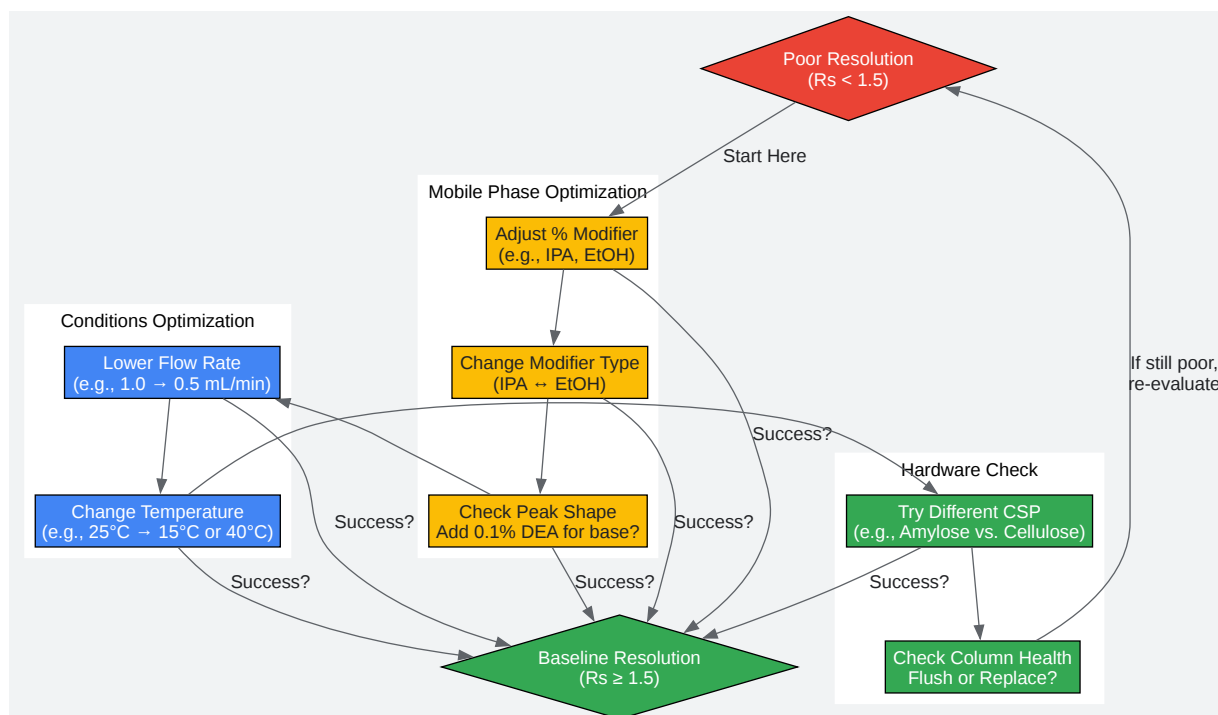 Poor Resolution
(Rs < 1.5)
Start Here
Mobile Phase Optimization
Adjust % Modifier
(e.g., IPA, EtOH)
Conditions Optimization
Lower Flow Rate
(e.g., 1.0 → 0.5 mL/min)
Change Modifier Type
(IPA ↔ EtOH)
If still poor,
re-evaluate
Success?
Hardware Check
Change Temperature
(e.g., 25°C → 15°C or 40°C)
Success?
Check Peak Shape
Add 0.1% DEA for base?
Success?
Try Different CSP
(e.g., Amylose vs. Cellulose)
Success?
Success?
Success?
Baseline Resolution
(Rs ≥ 1.5)
Check Column Health
Flush or Replace?